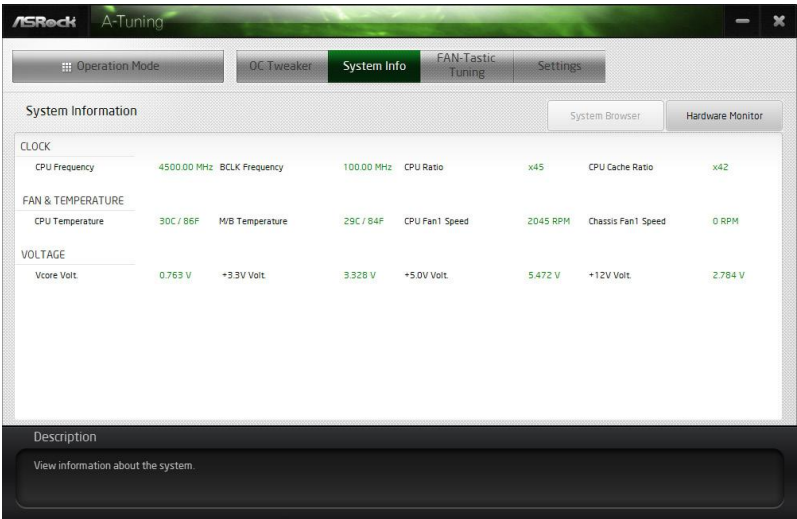 ASRock A-Tuning
Operation Mode OC Tweaker System Info FAN-Tastic Tuning Settings
System Information System Browser Hardware Monitor
CLOCK
CPU Frequency 4500.00 MHz BCLK Frequency 100.00 MHz CPU Ratio x45 CPU Cache Ratio x42
FAN & TEMPERATURE
CPU Temperature 30C / 86F M/B Temperature 29C / 84F CPU Fan1 Speed 2045 RPM Chassis Fan1 Speed 0 RPM
VOLTAGE
Vcore Volt. 0.763 V +3.3V Volt. 3.328 V +5.0V Volt. 5.472 V +12V Volt. 2.784 V
Description
View information about the system.